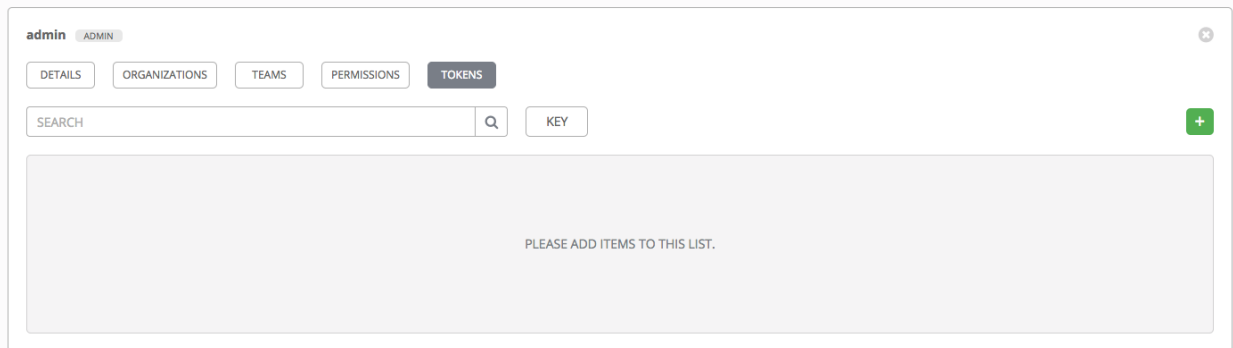 admin ADMIN
DETAILS ORGANIZATIONS TEAMS PERMISSIONS TOKENS
SEARCH KEY +
PLEASE ADD ITEMS TO THIS LIST.